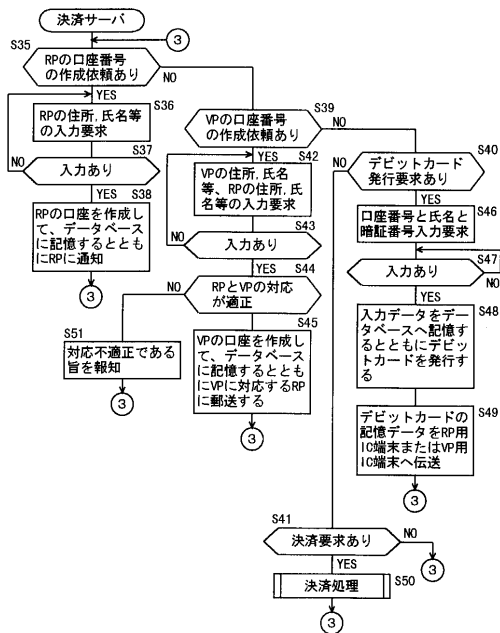 決済サーバ
3
S35
RPの口座番号
の作成依頼あり
NO
YES
S36
RPの住所,氏名等
の入力要求
S37
入力あり
NO
YES
S38
RPの口座を作成し
て、データベース
に記憶するととも
にRPに通知
3
S39
VPの口座番号
の作成依頼あり
NO
YES
S42
VPの住所,氏名
等、RPの住所,氏
名等の入力要求
S43
入力あり
NO
YES
S44
RPとVPの対応
が適正
NO
YES
S51
対応不適正である
旨を報知
3
S45
VPの口座を作成し
て、データベースに
記憶するとと
もにVPに対応するRP
に郵送する
3
S40
デビットカード
発行要求あり
NO
YES
S46
口座番号と氏名と
暗証番号入力要求
S47
入力あり
NO
YES
S48
入力データをデー
タベースへ記憶す
るとともにデビッ
トカードを発行す
る
S49
デビットカードの
記憶データをRP用
IC端末またはVP用
IC端末へ伝送
3
S41
決済要求あり
NO
3
YES
決済処理
S50
3